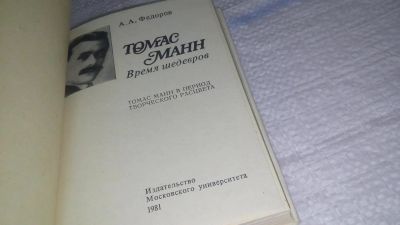 А. А. Федоров
ТОМАС
МАНН
Время шедевров
ТОМАС МАНН В ПЕРИОД
ТВОРЧЕСКОГО РАСЦВЕТА
Издательство
Московского университета
1981